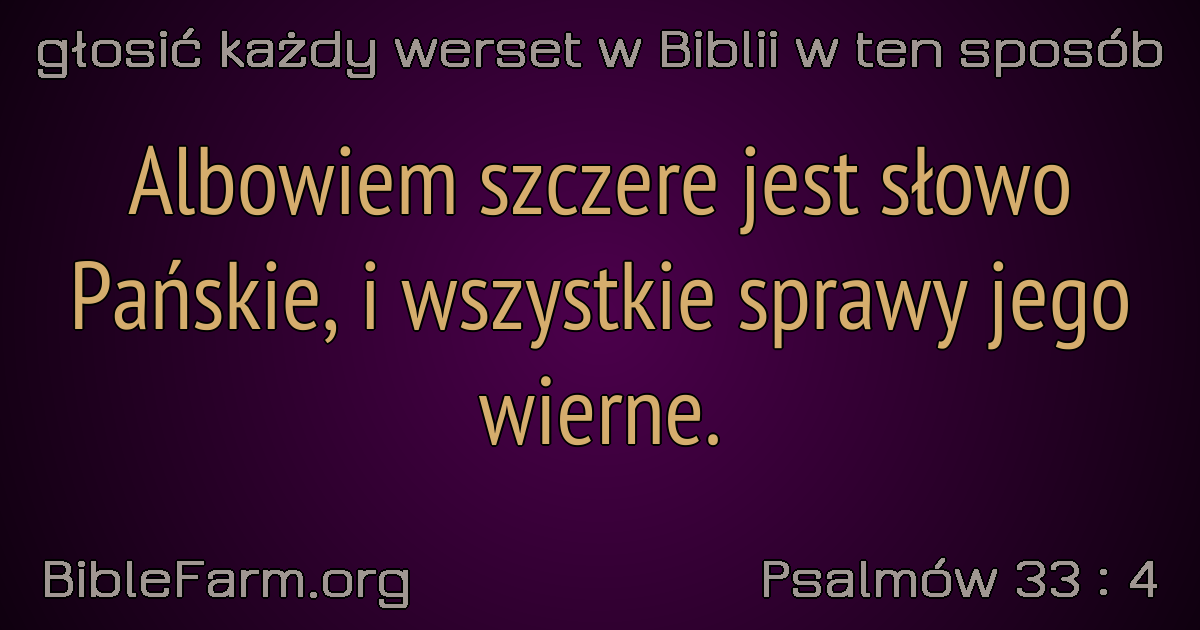 głosić każdy werset w Biblii w ten sposób
Albowiem szczere jest słowo
Pańskie, i wszystkie sprawy jego
wierne.
BibleFarm.org
Psalmów 33 : 4